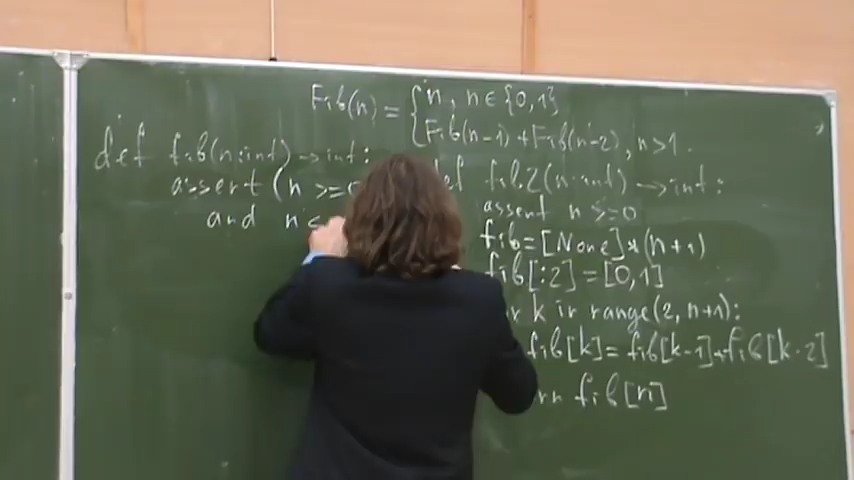 Fib(n) = { n, n ∈ {0,1}
Fib(n-1) + Fib(n-2), n>1.
def fib(n:int) → int:
assert (n >=
and n <
fib2(n:int) → int:
assert n >= 0
fib=[None]*(n+1)
fib[:2]=[0,1]
k in range(2, n+1):
fib[k]= fib[k-1]+fib[k-2]
fib[n]